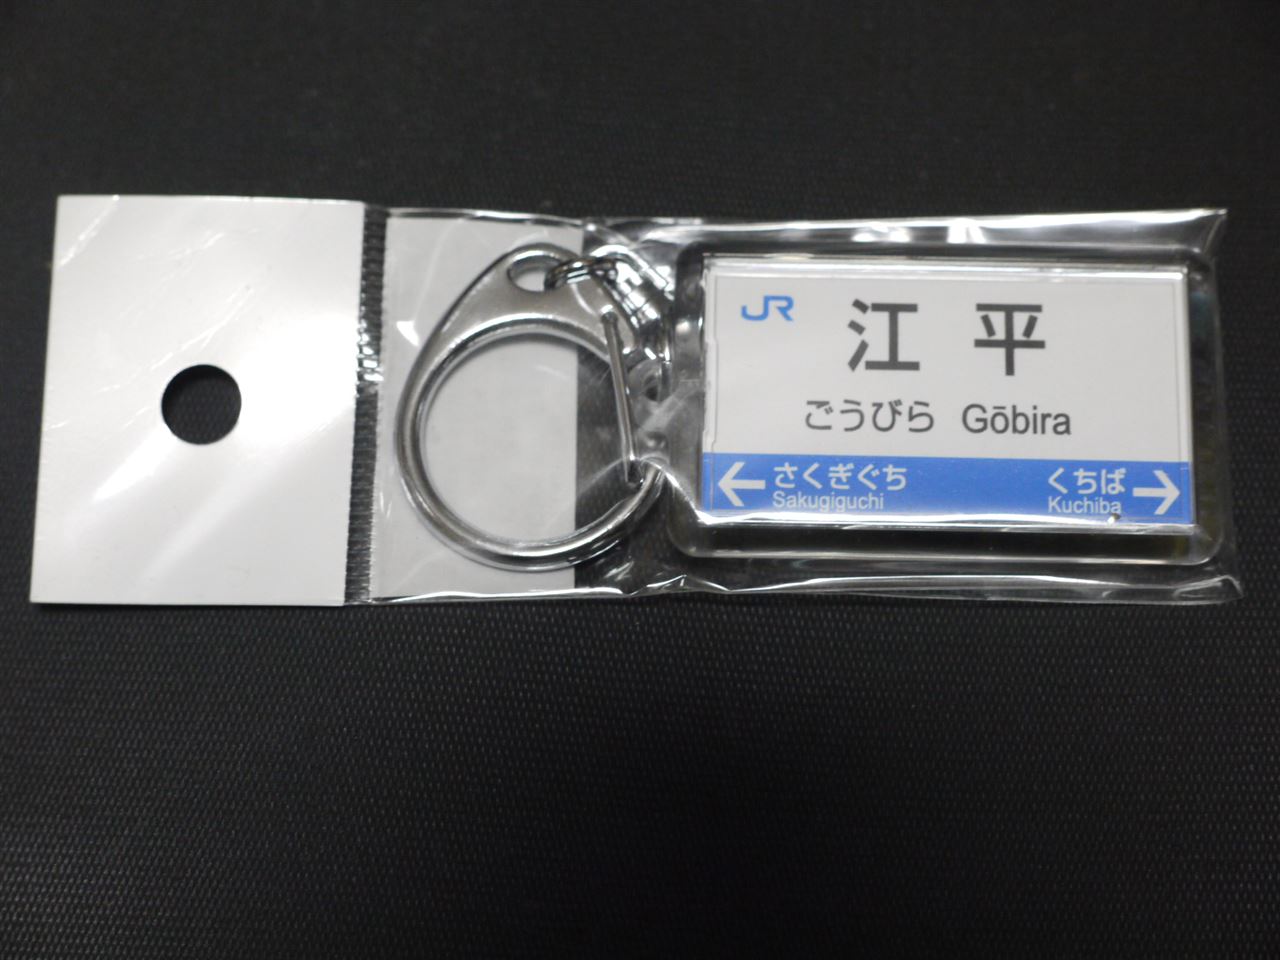 JR
江平
ごうびら Gōbira
さくぎぐち くちば
Sakugiguchi Kuchiba